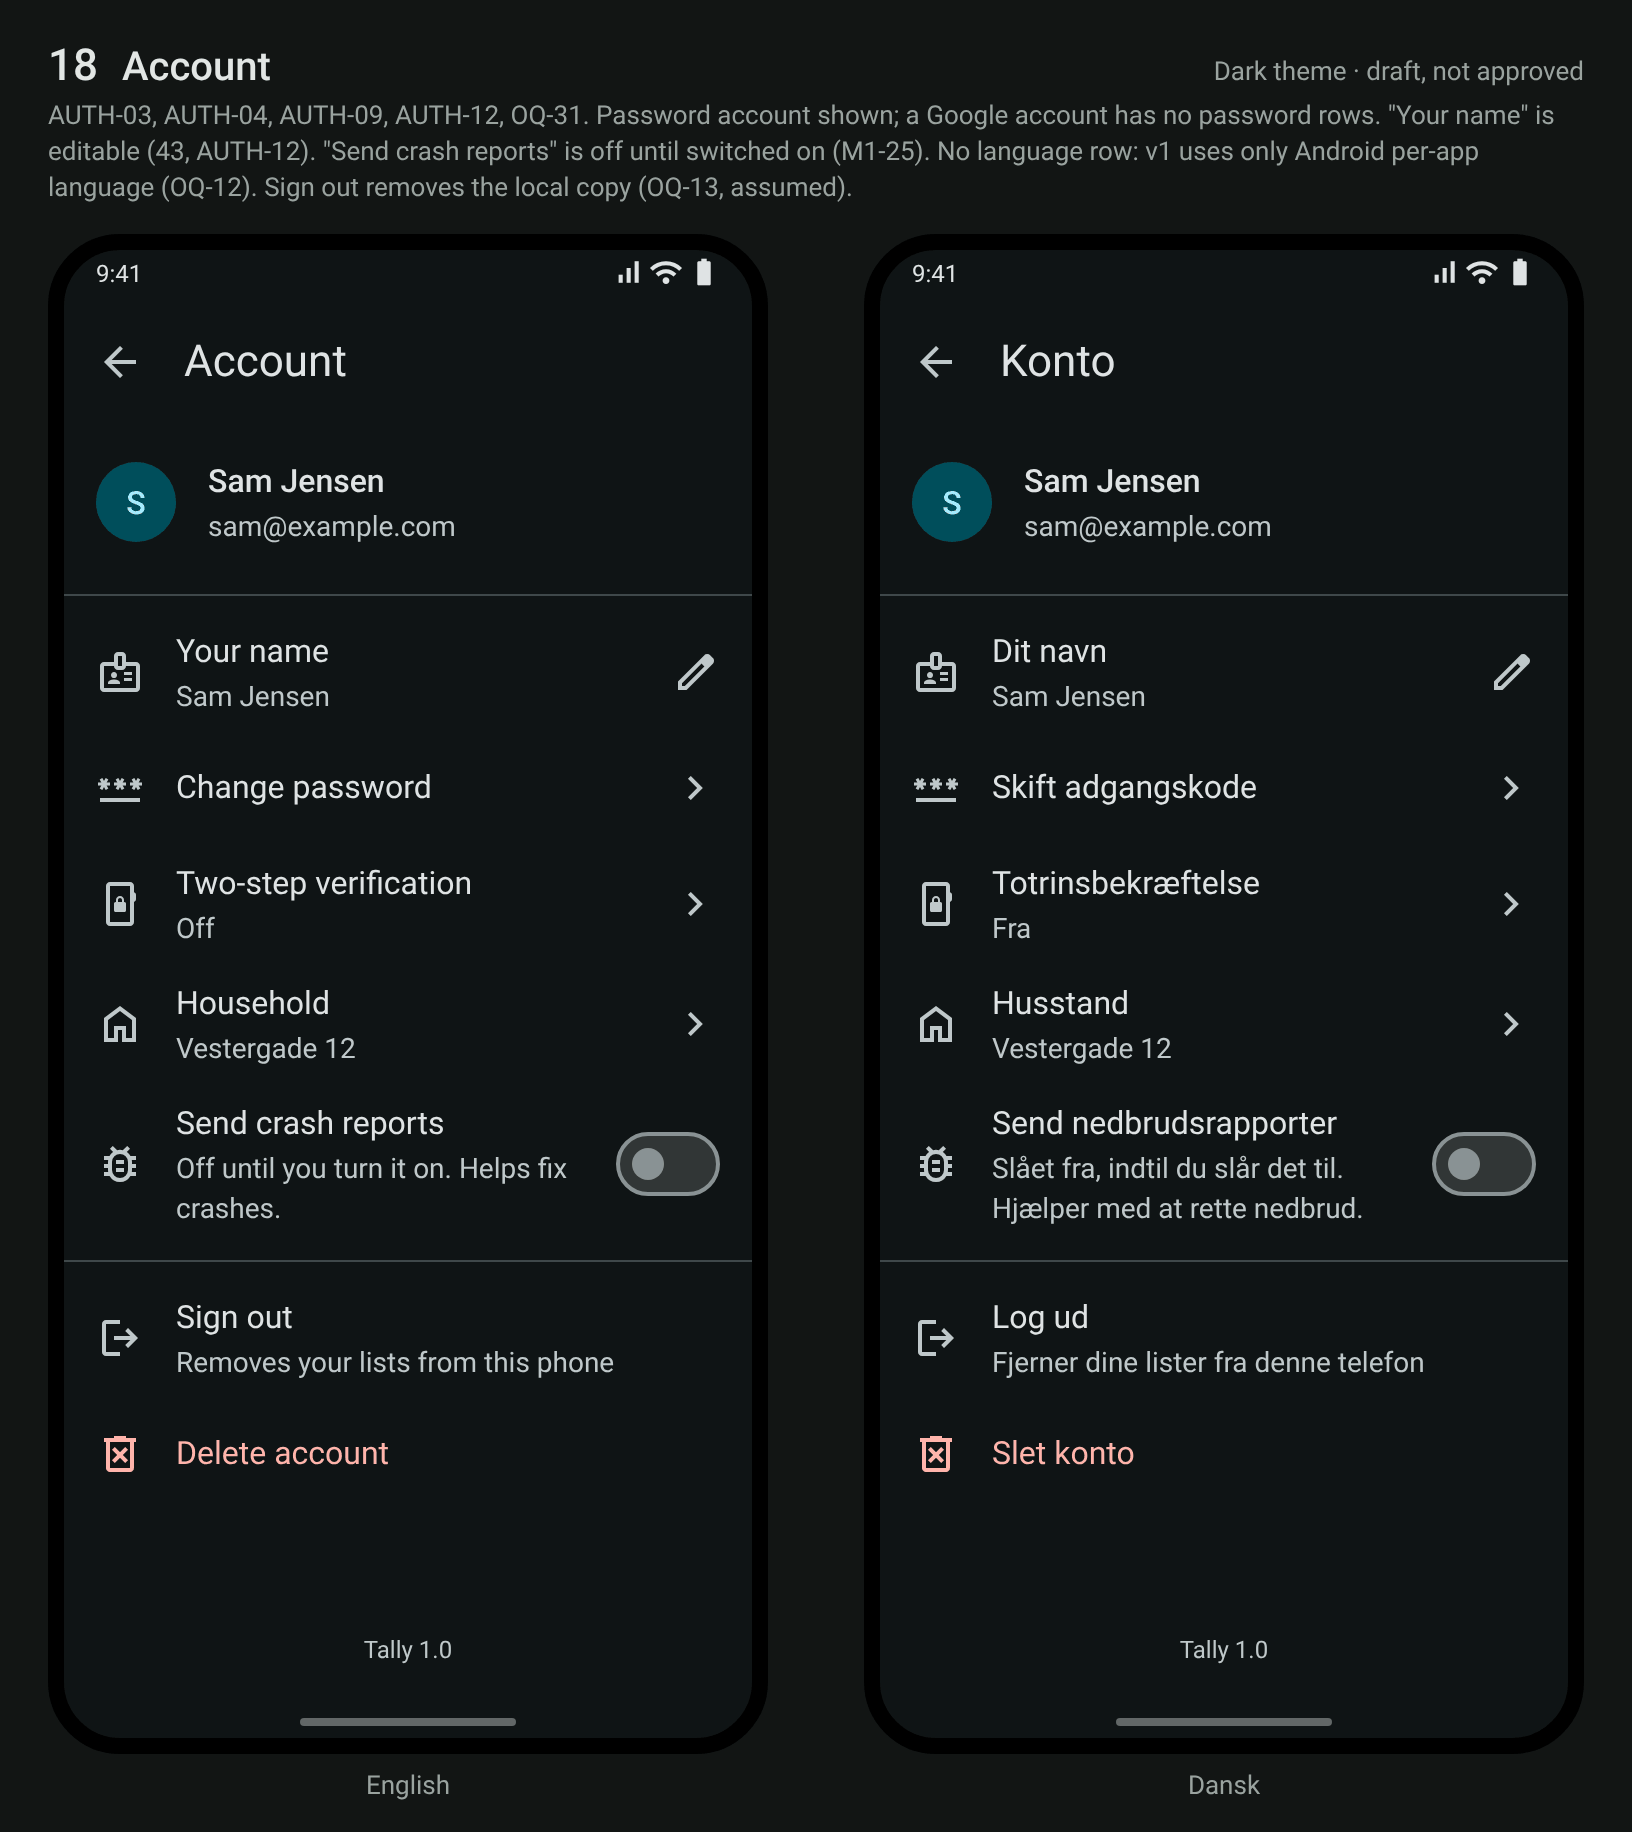 18 Account
Dark theme · draft, not approved
AUTH-03, AUTH-04, AUTH-09, AUTH-12, OQ-31. Password account shown; a Google account has no password rows. "Your name" is
editable (43, AUTH-12). "Send crash reports" is off until switched on (M1-25). No language row: v1 uses only Android per-app
language (OQ-12). Sign out removes the local copy (OQ-13, assumed).
9:41
Account
S
Sam Jensen
sam@example.com
Your name
Sam Jensen
Change password
Two-step verification
Off
Household
Vestergade 12
Send crash reports
Off until you turn it on. Helps fix
crashes.
Sign out
Removes your lists from this phone
Delete account
Tally 1.0
English
9:41
Konto
S
Sam Jensen
sam@example.com
Dit navn
Sam Jensen
Skift adgangskode
Totrinsbekræftelse
Fra
Husstand
Vestergade 12
Send nedbrudsrapporter
Slået fra, indtil du slår det til.
Hjælper med at rette nedbrud.
Log ud
Fjerner dine lister fra denne telefon
Slet konto
Tally 1.0
Dansk